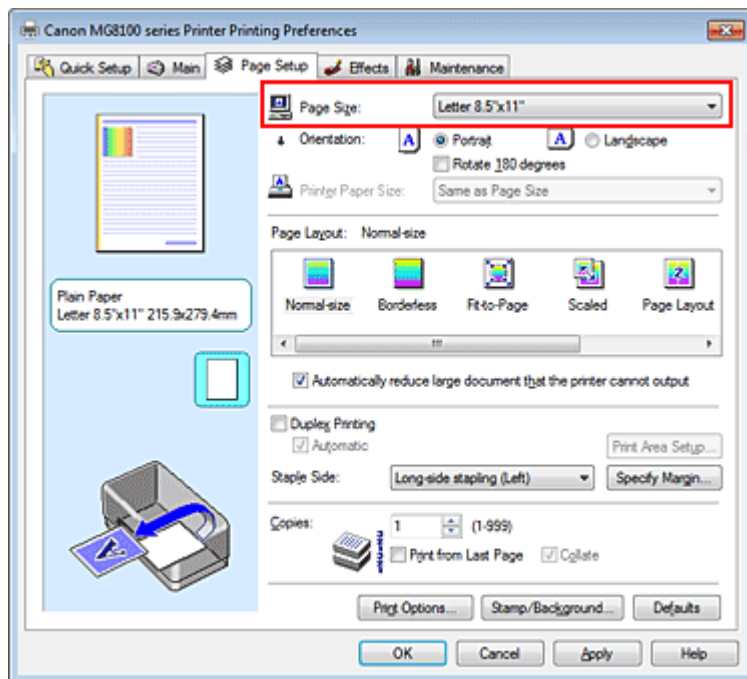 Canon MG8100 series Printer Printing Preferences
Quick Setup Main Page Setup Effects Maintenance
Page Size: Letter 8.5"x11"
Orientation: A Portrait A Landscape
Rotate 180 degrees
Printer Paper Size: Same as Page Size
Page Layout: Normal-size
Normal-size Borderless Fit-to-Page Scaled Page Layout
Plain Paper
Letter 8.5"x11" 215.9x279.4mm
Automatically reduce large document that the printer cannot output
Duplex Printing
Automatic Print Area Setup...
Staple Side: Long-side stapling (Left) Specify Margin...
Copies: 1 (1-999)
Print from Last Page Collate
Print Options... Stamp/Background... Defaults
OK Cancel Apply Help